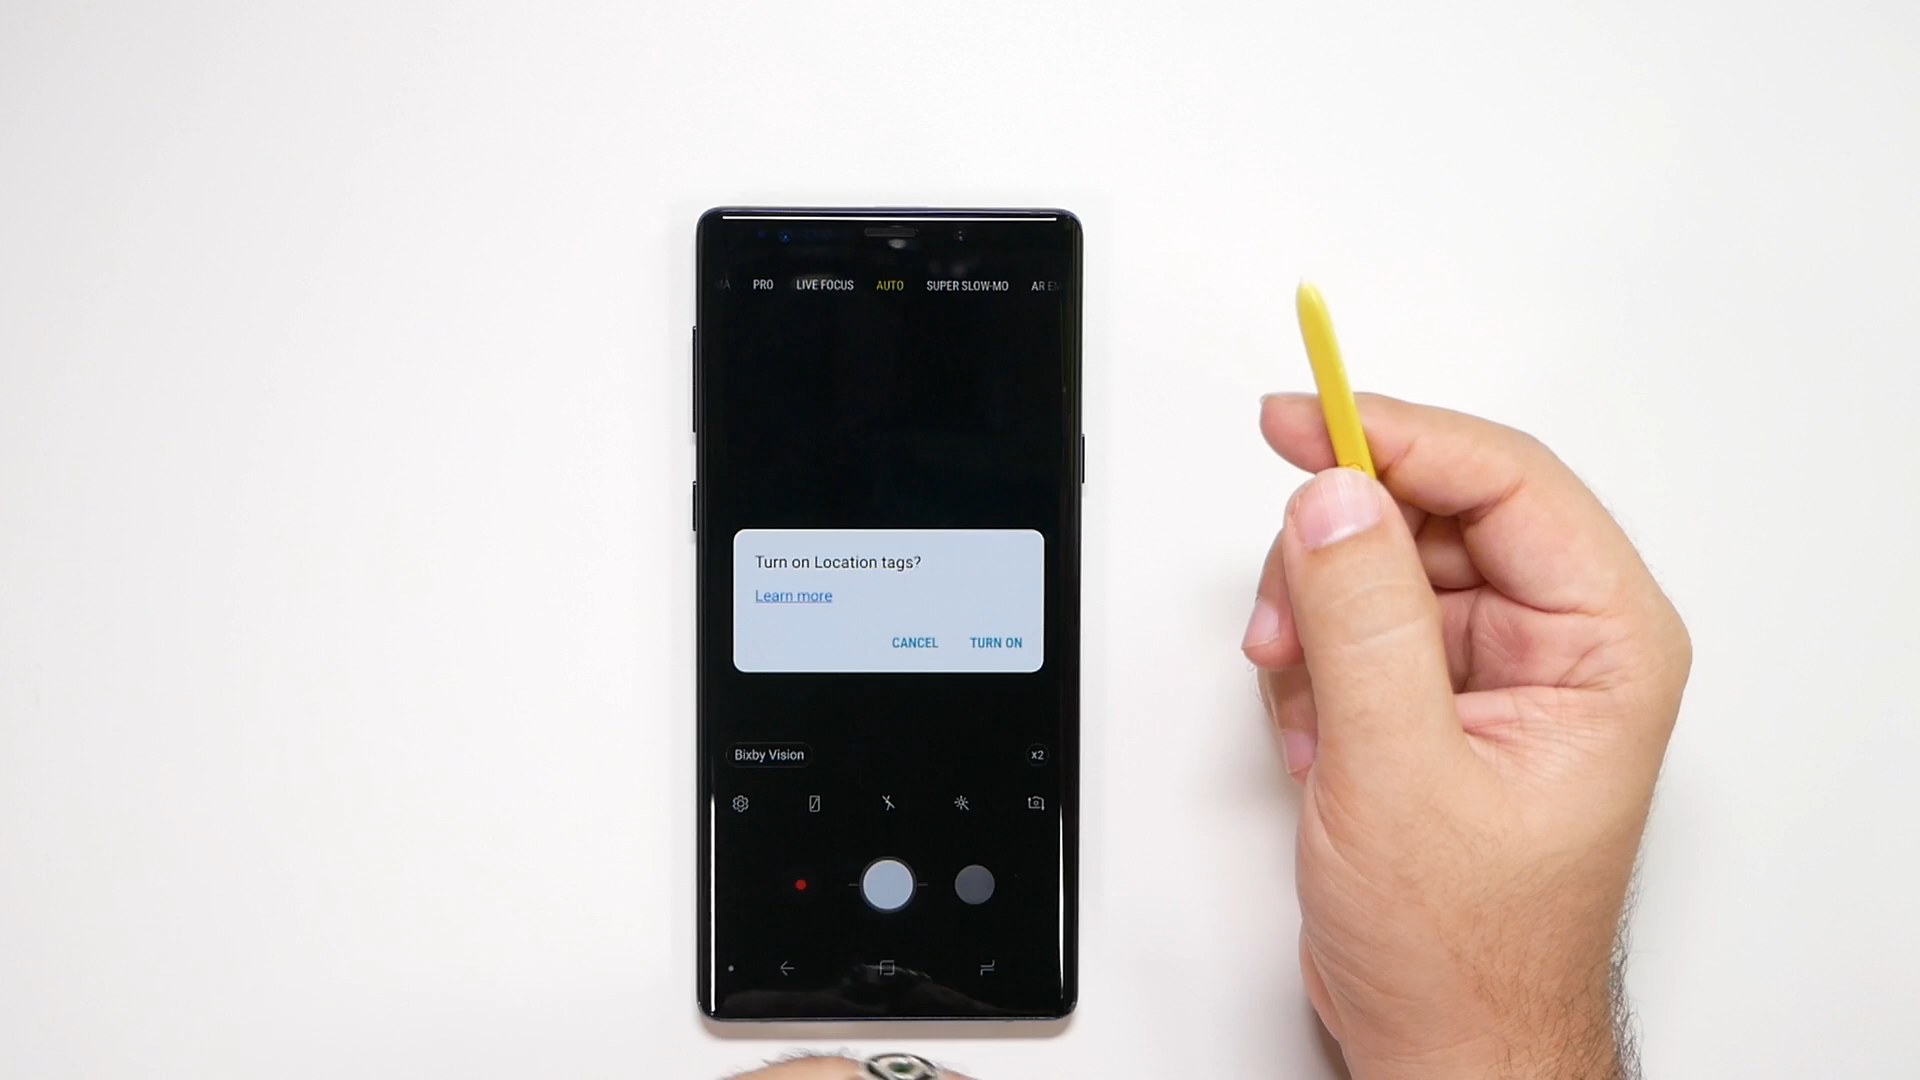 PRO LIVE FOCUS AUTO SUPER SLOW-MO AR
Turn on Location tags?
Learn more
CANCEL TURN ON
Bixby Vision x2